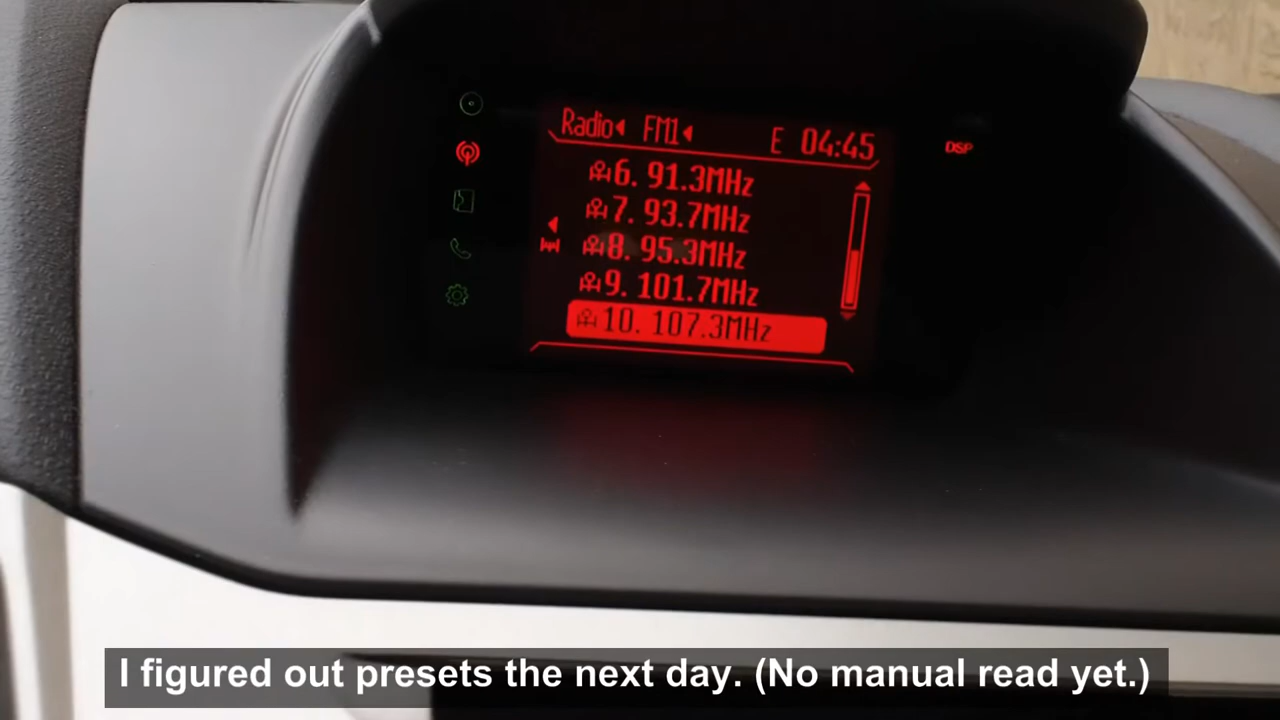 Radio FM1 E 04:45
DSP
6. 91.3MHz
7. 93.7MHz
8. 95.3MHz
9. 101.7MHz
10. 107.3MHz
I figured out presets the next day. (No manual read yet.)